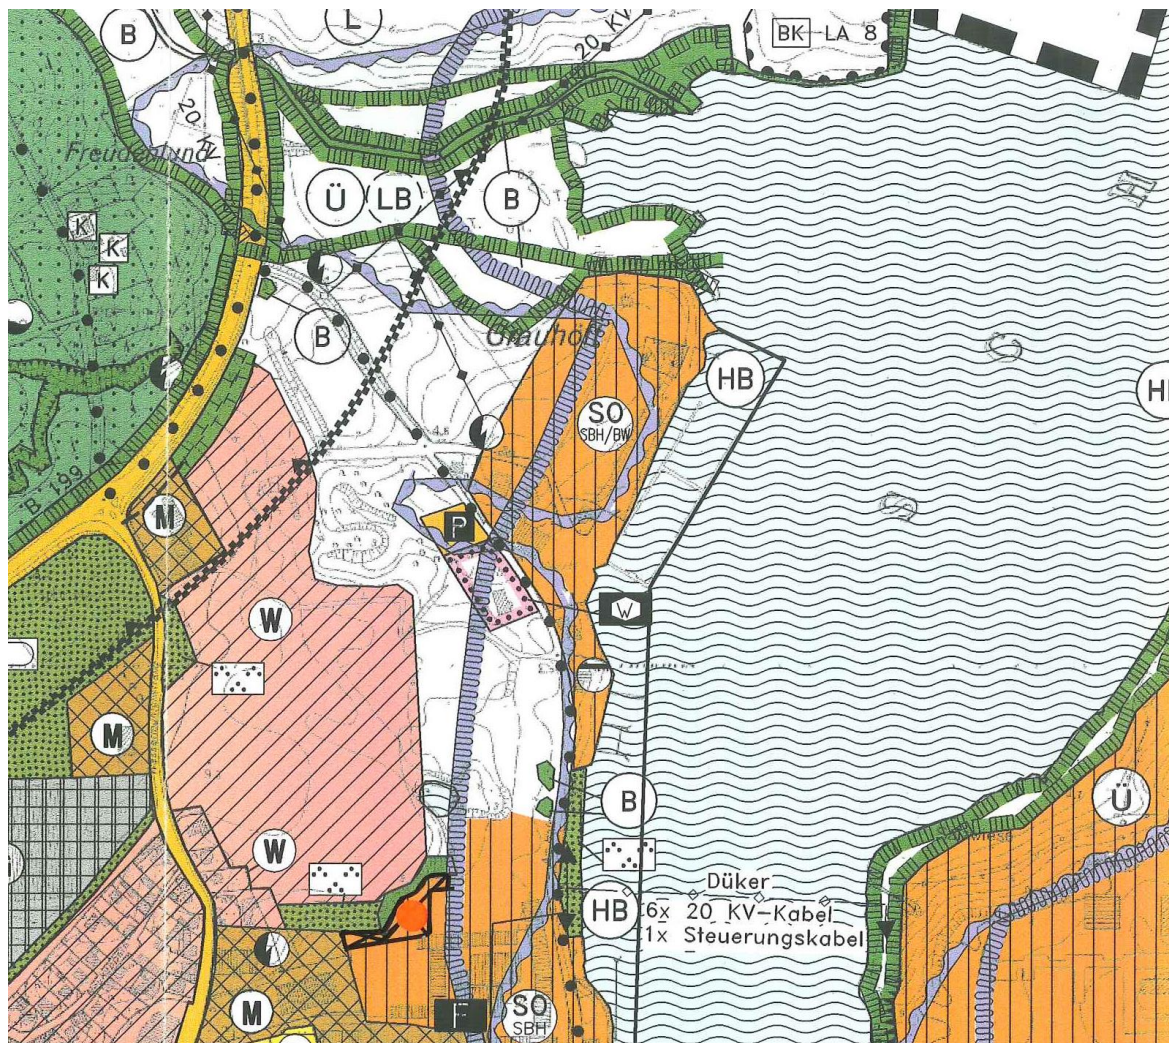 B
L
20 KV
BK LA 8
20 KV
Freudenlund
Ü
LB
B
K
K
K
B
Grauhöft
HB
SO
SBH/BW
B 199
M
P
W
W
M
Ü
B
W
Düker
HB
6x 20 KV-Kabel
1x Steuerungskabel
M
F
SO
SBH